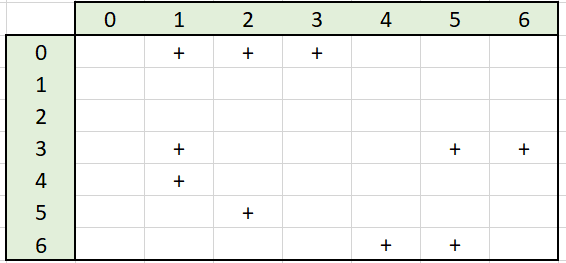 0 1 2 3 4 5 6
0 + + +
1
2
3 + + +
4 +
5 +
6 + +